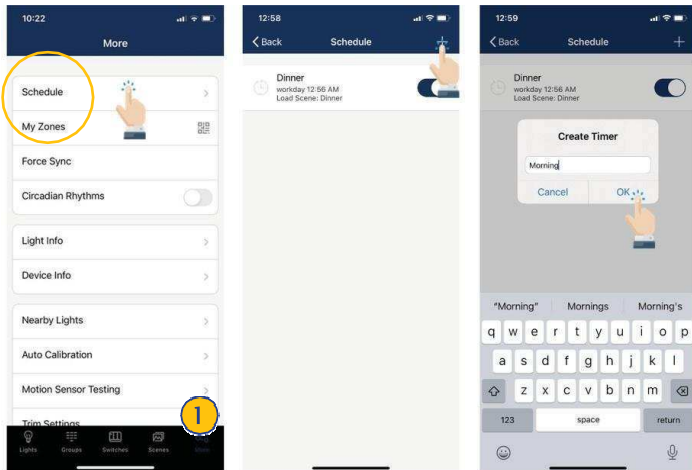 10:22
More
Schedule
My Zones
Force Sync
Circadian Rhythms
Light Info
Device Info
Nearby Lights
Auto Calibration
Motion Sensor Testing
Trim Settings
1
Lights Groups Switches Scenes More
12:58
Back Schedule +
Dinner
workday 12:56 AM
Load Scene: Dinner
12:59
Back Schedule +
Dinner
workday 12:56 AM
Load Scene: Dinner
Create Timer
Morning
Cancel OK
"Morning" Mornings Morning's
q w e r t y u i o p
a s d f g h j k l
z x c v b n m
123 space return